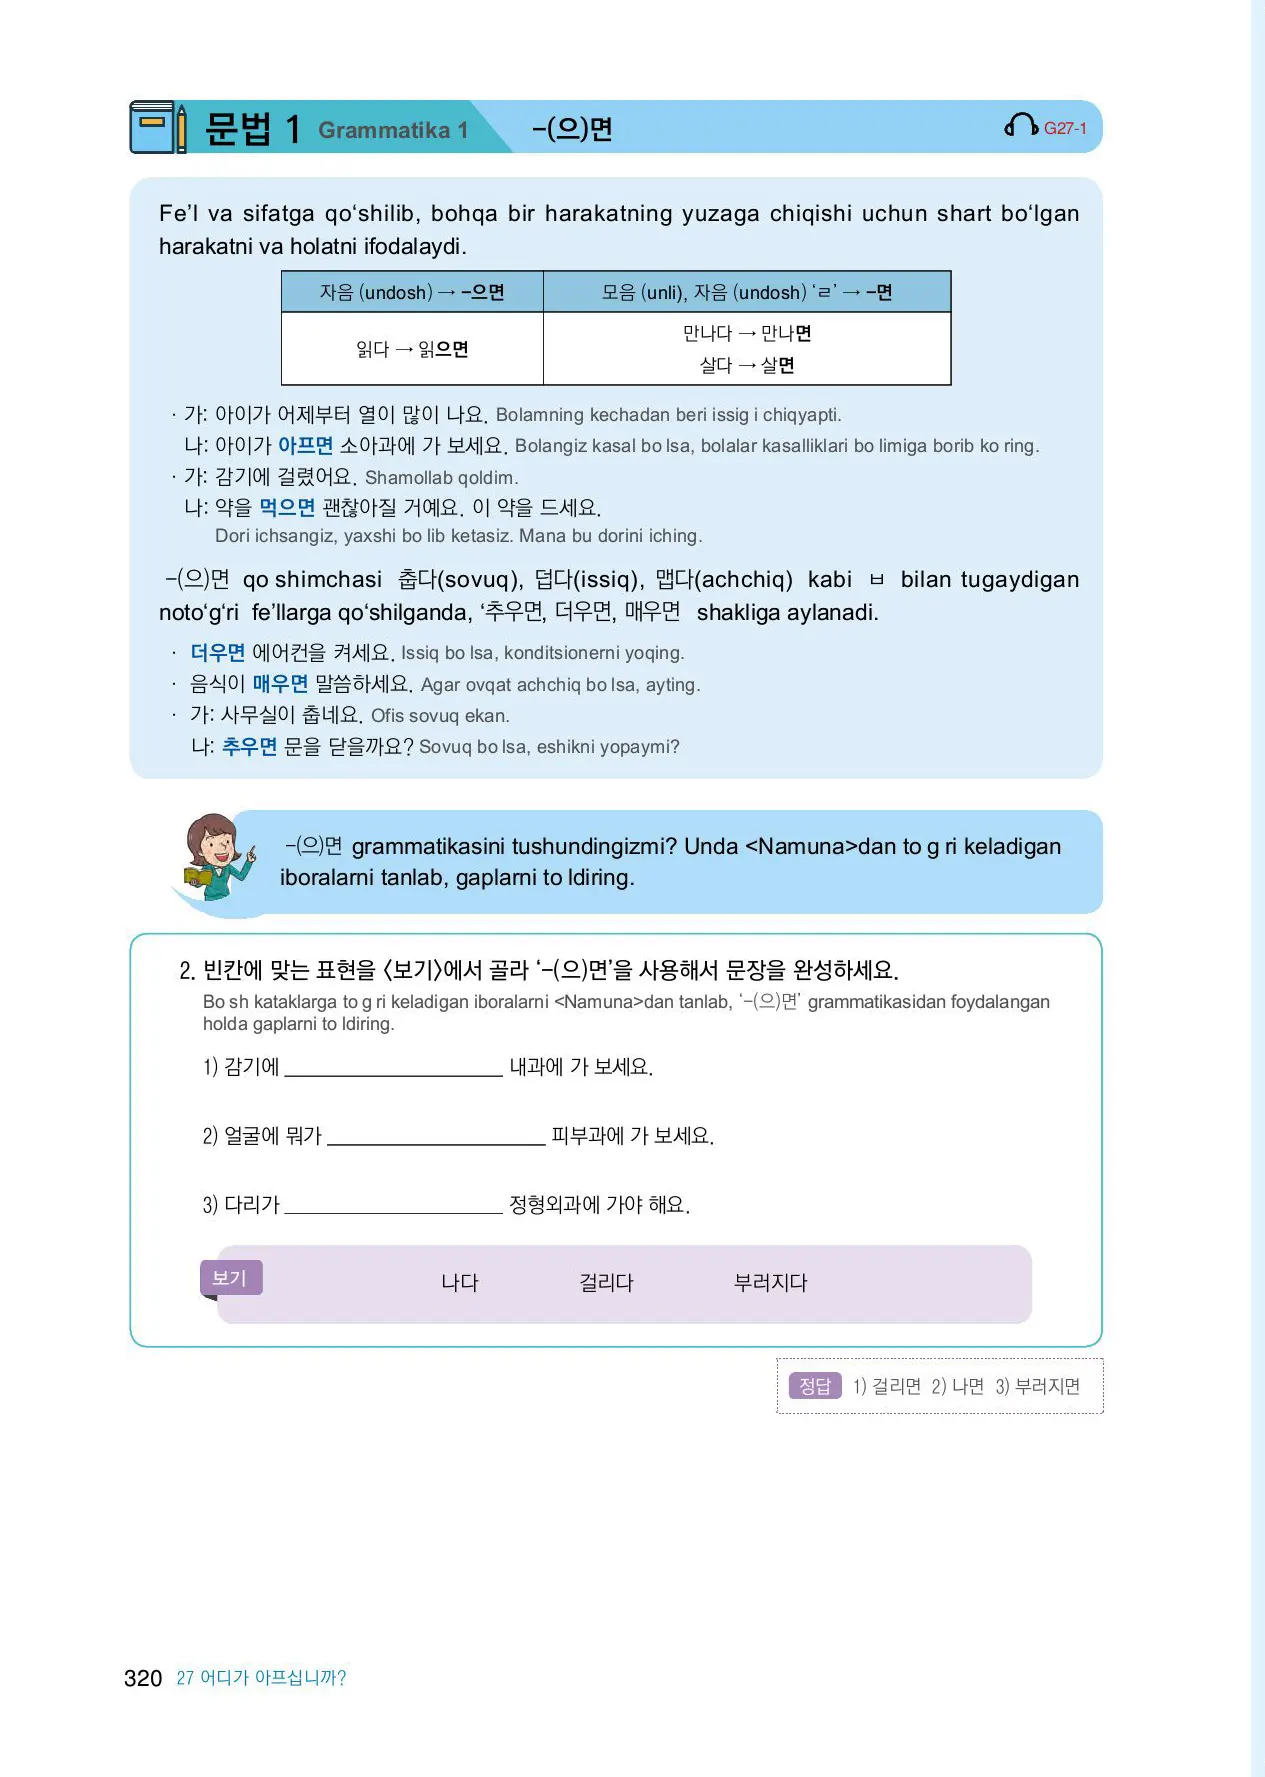 문법 1 Grammatika 1 -(으)면 G27-1
Fe’l va sifatga qo‘shilib, bohqa bir harakatning yuzaga chiqishi uchun shart bo‘lgan
harakatni va holatni ifodalaydi.
자음 (undosh) → -으면 모음 (unli), 자음 (undosh) ‘ㄹ’ → -면
읽다 → 읽으면
만나다 → 만나면
살다 → 살면
· 가: 아이가 어제부터 열이 많이 나요. Bolamning kechadan beri issig i chiqyapti.
나: 아이가 아프면 소아과에 가 보세요. Bolangiz kasal bo lsa, bolalar kasalliklari bo limiga borib ko ring.
· 가: 감기에 걸렸어요. Shamollab qoldim.
나: 약을 먹으면 괜찮아질 거예요. 이 약을 드세요.
Dori ichsangiz, yaxshi bo lib ketasiz. Mana bu dorini iching.
-(으)면 qo shimchasi 춥다(sovuq), 덥다(issiq), 맵다(achchiq) kabi ㅂ bilan tugaydigan
noto‘g‘ri fe’llarga qo‘shilganda, ‘추우면, 더우면, 매우면 shakliga aylanadi.
· 더우면 에어컨을 켜세요. Issiq bo lsa, konditsionerni yoqing.
· 음식이 매우면 말씀하세요. Agar ovqat achchiq bo lsa, ayting.
· 가: 사무실이 춥네요. Ofis sovuq ekan.
냐: 추우면 문을 닫을까요? Sovuq bo lsa, eshikni yopaymi?
-(으)면 grammatikasini tushundingizmi? Unda <Namuna>dan to g ri keladigan
iboralarni tanlab, gaplarni to ldiring.
2. 빈칸에 맞는 표현을 〈보기〉에서 골라 ‘-(으)면’을 사용해서 문장을 완성하세요.
Bo sh kataklarga to g ri keladigan iboralarni <Namuna>dan tanlab, ‘-(으)면’ grammatikasidan foydalangan
holda gaplarni to ldiring.
1) 감기에 ____________________ 내과에 가 보세요.
2) 얼굴에 뭐가 ____________________ 피부과에 가 보세요.
3) 다리가 ____________________ 정형외과에 가야 해요.
보기 나다 걸리다 부러지다
정답 1) 걸리면 2) 나면 3) 부러지면
320 27 어디가 아프십니까?